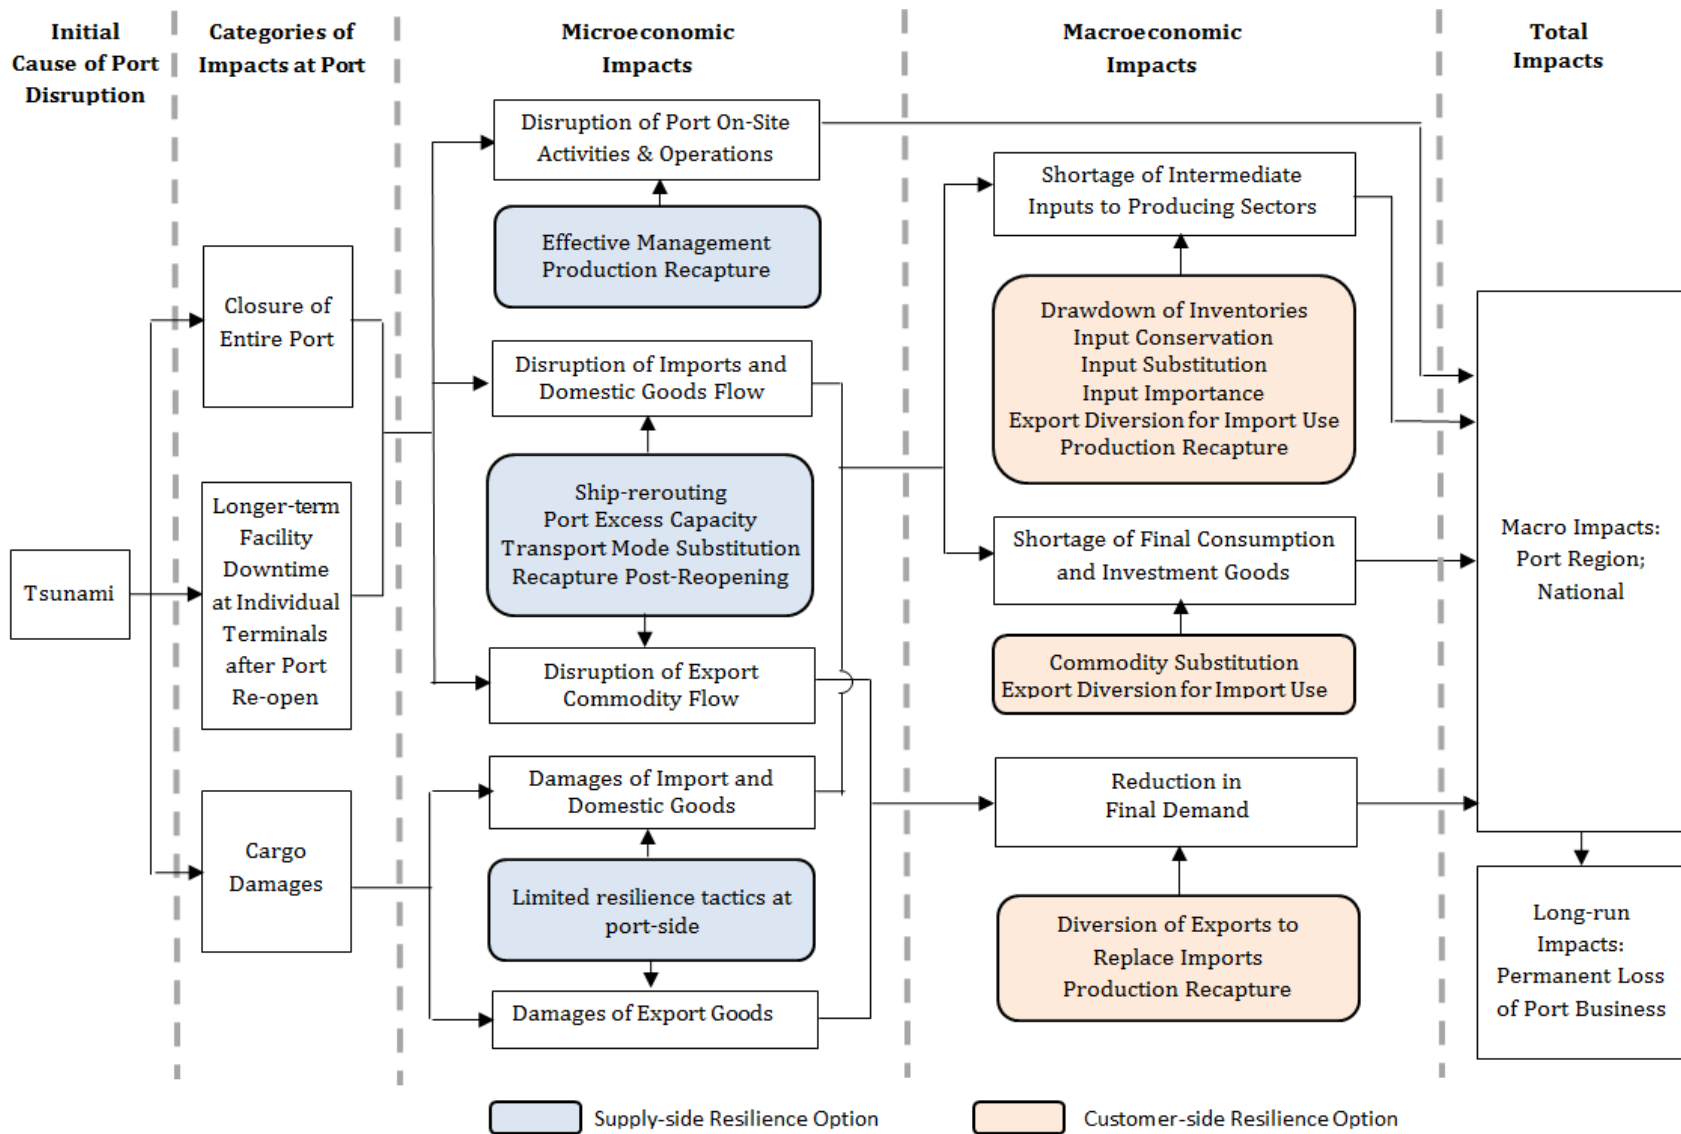 Initial
Cause of Port
Disruption
Categories of
Impacts at Port
Microeconomic
Impacts
Macroeconomic
Impacts
Total
Impacts
Tsunami
Closure of
Entire Port
Longer-term
Facility
Downtime
at Individual
Terminals
after Port
Re-open
Cargo
Damages
Disruption of Port On-Site
Activities & Operations
Effective Management
Production Recapture
Disruption of Imports and
Domestic Goods Flow
Ship-rerouting
Port Excess Capacity
Transport Mode Substitution
Recapture Post-Reopening
Disruption of Export
Commodity Flow
Damages of Import and
Domestic Goods
Limited resilience tactics at
port-side
Damages of Export Goods
Shortage of Intermediate
Inputs to Producing Sectors
Drawdown of Inventories
Input Conservation
Input Substitution
Input Importance
Export Diversion for Import Use
Production Recapture
Shortage of Final Consumption
and Investment Goods
Commodity Substitution
Export Diversion for Import Use
Reduction in
Final Demand
Diversion of Exports to
Replace Imports
Production Recapture
Macro Impacts:
Port Region;
National
Long-run
Impacts:
Permanent Loss
of Port Business
Supply-side Resilience Option
Customer-side Resilience Option